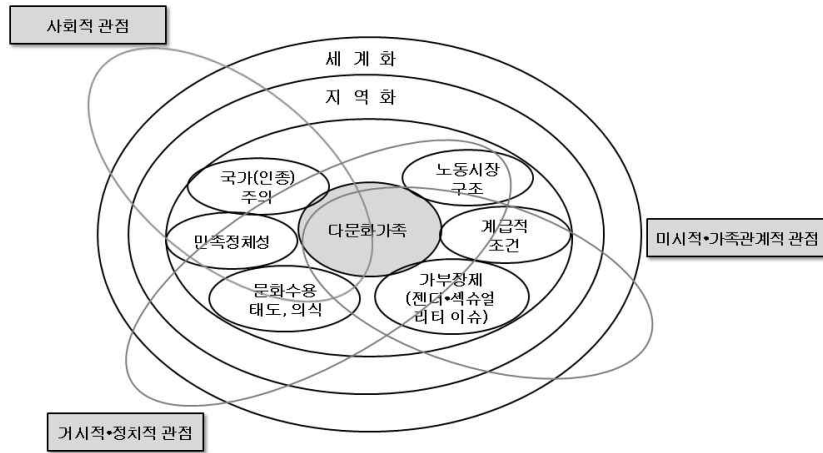 사회적 관점
세 계 화
지 역 화
국가(인종)
주의
노동시장
구조
민족정체성
다문화가족
계급적
조건
미시적•가족관계적 관점
문화수용
태도, 의식
가부장제
(젠더•섹슈얼
리티 이슈)
거시적•정치적 관점